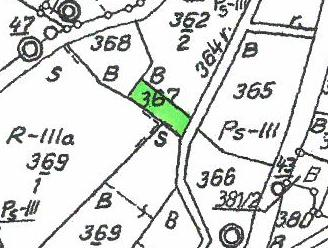 47
368
362
2
Ps-III
r.
364 r.
B
S
B
B
367
365
S
Ps-III
R-IIIa
369
1
Ps-III
366
43
B
381/2
380
B
369
B